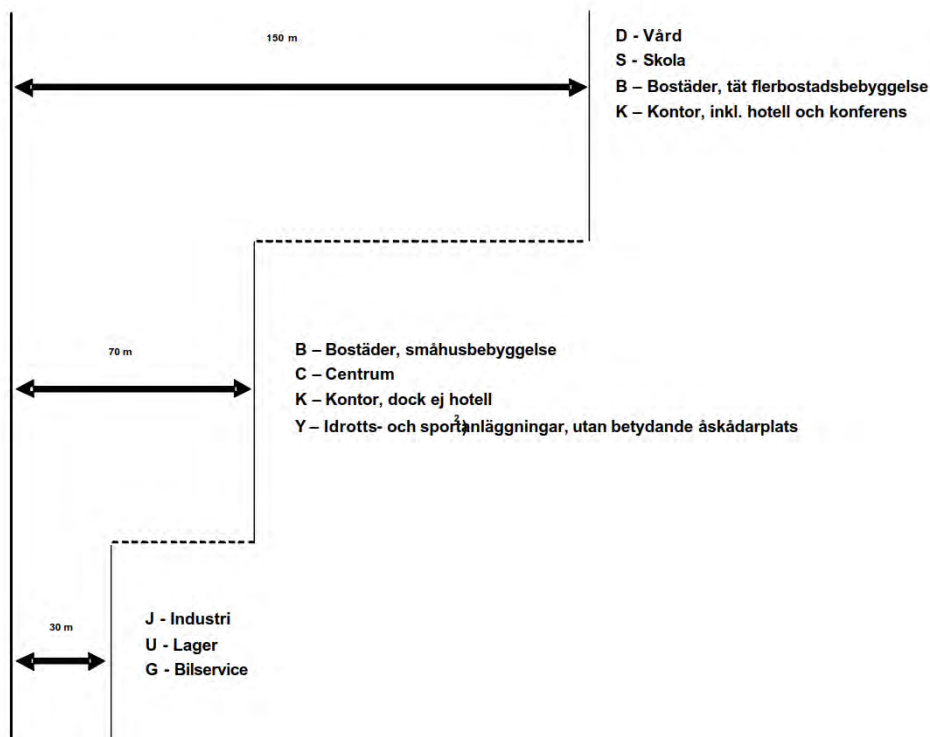 150 m
D - Vård
S - Skola
B – Bostäder, tät flerbostadsbebyggelse
K – Kontor, inkl. hotell och konferens
70 m
B – Bostäder, småhusbebyggelse
C – Centrum
K – Kontor, dock ej hotell
Y – Idrotts- och sportanläggningar, utan betydande åskådarplats
2)
30 m
J - Industri
U - Lager
G - Bilservice